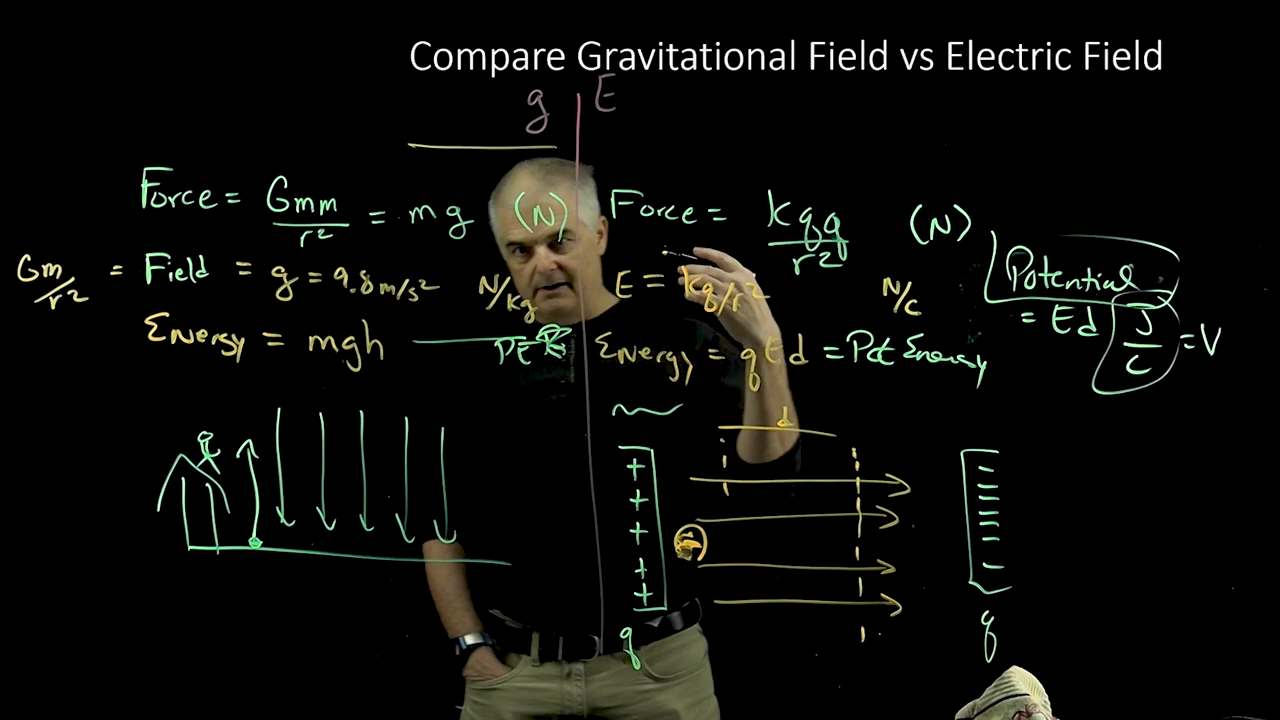 Compare Gravitational Field vs Electric Field
g E
Force = Gmm/r² = mg (N)
Gm/r² = Field = g = 9.8 m/s² N/kg
Energy = mgh
PE
Force = kqq/r² (N)
E = kq/r² N/C
Energy = qEd = Pot Energy
Potential
= Ed J/C = V
d
+ −
+ −
+ −
+ −
+ −
−
q q